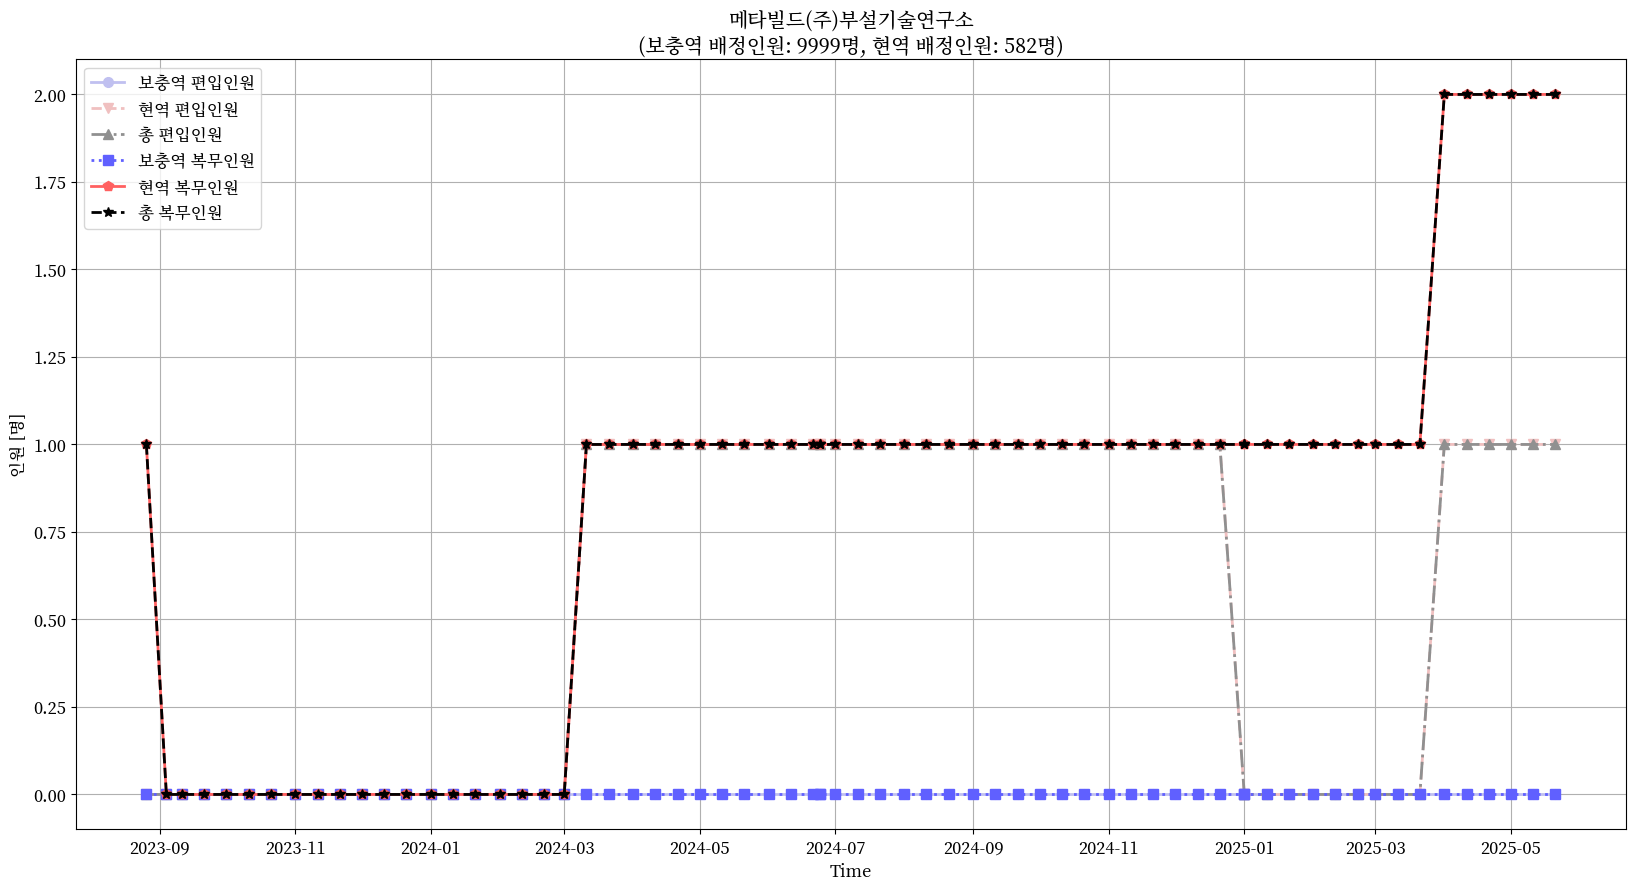 메타빌드(주)부설기술연구소
(보충역 배정인원: 9999명, 현역 배정인원: 582명)
보충역 편입인원
현역 편입인원
총 편입인원
보충역 복무인원
현역 복무인원
총 복무인원
인원 [명]
2.00
1.75
1.50
1.25
1.00
0.75
0.50
0.25
0.00
2023-09 2023-11 2024-01 2024-03 2024-05 2024-07 2024-09 2024-11 2025-01 2025-03 2025-05
Time